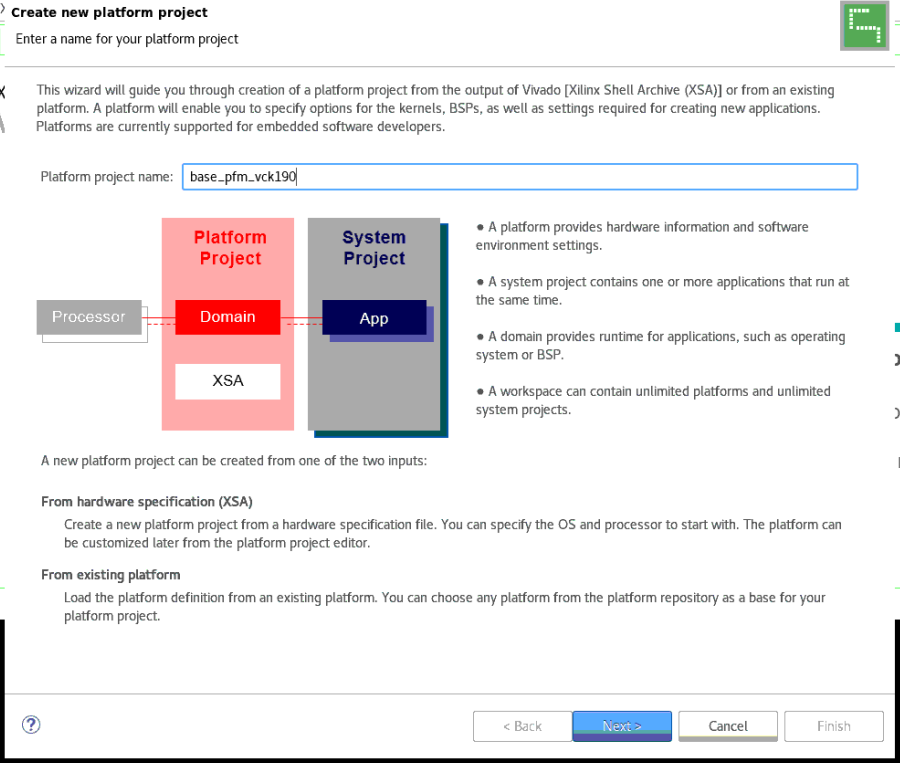 Create new platform project
Enter a name for your platform project
This wizard will guide you through creation of a platform project from the output of Vivado [Xilinx Shell Archive (XSA)] or from an existing
platform. A platform will enable you to specify options for the kernels, BSPs, as well as settings required for creating new applications.
Platforms are currently supported for embedded software developers.
Platform project name: base_pfm_vck190
Platform
Project
System
Project
Processor
Domain
App
XSA
● A platform provides hardware information and software
environment settings.
● A system project contains one or more applications that run at
the same time.
● A domain provides runtime for applications, such as operating
system or BSP.
● A workspace can contain unlimited platforms and unlimited
system projects.
A new platform project can be created from one of the two inputs:
From hardware specification (XSA)
Create a new platform project from a hardware specification file. You can specify the OS and processor to start with. The platform can
be customized later from the platform project editor.
From existing platform
Load the platform definition from an existing platform. You can choose any platform from the platform repository as a base for your
platform project.
?
< Back
Next >
Cancel
Finish